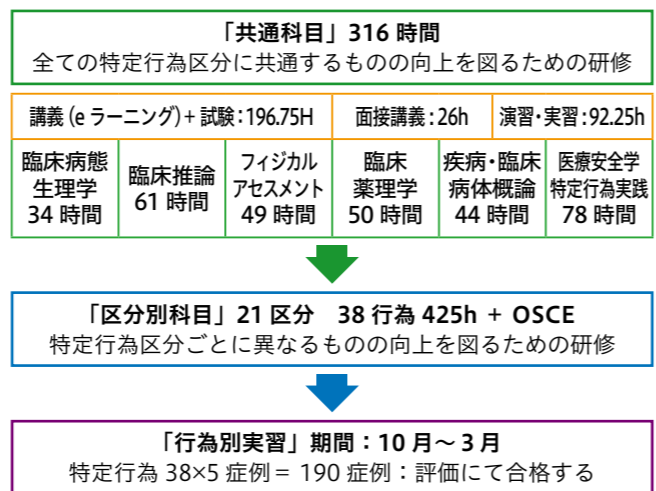 「共通科目」316 時間
全ての特定行為区分に共通するものの向上を図るための研修
講義 (e ラーニング) + 試験：196.75H
面接講義：26h
演習・実習：92.25h
臨床病態
生理学
34 時間
臨床推論
61 時間
フィジカル
アセスメント
49 時間
臨床
薬理学
50 時間
疾病・臨床
病体概論
44 時間
医療安全学
特定行為実践
78 時間
「区分別科目」21 区分　38 行為 425h + OSCE
特定行為区分ごとに異なるものの向上を図るための研修
「行為別実習」期間：10 月〜 3 月
特定行為 38×5 症例＝ 190 症例：評価にて合格する